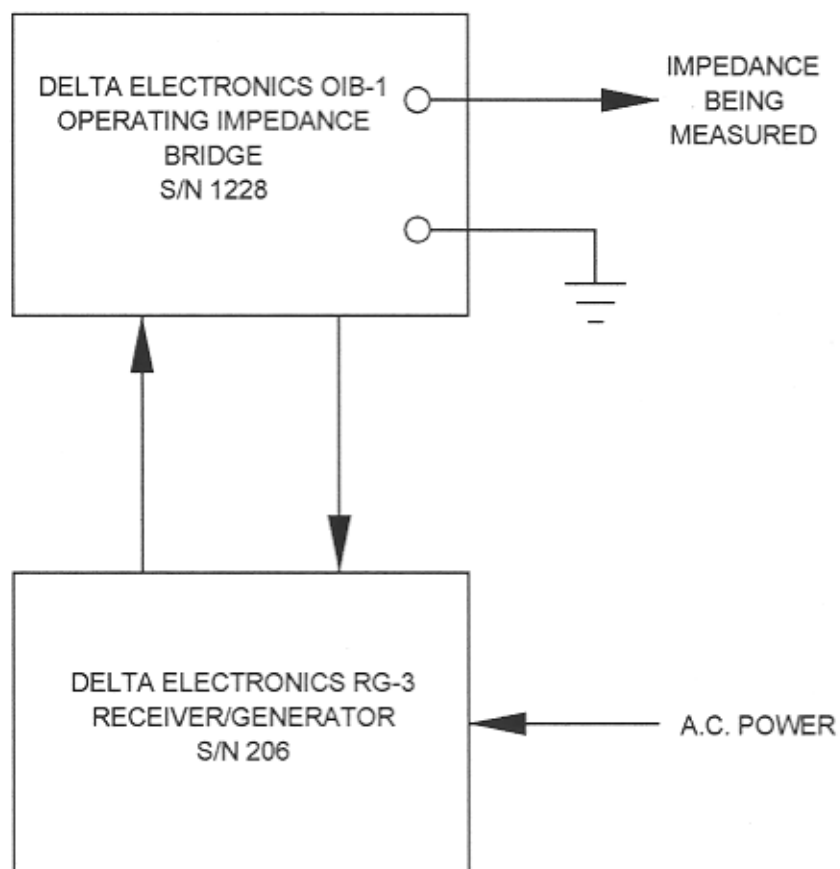 DELTA ELECTRONICS OIB-1
OPERATING IMPEDANCE
BRIDGE
S/N 1228
IMPEDANCE
BEING
MEASURED
DELTA ELECTRONICS RG-3
RECEIVER/GENERATOR
S/N 206
A.C. POWER